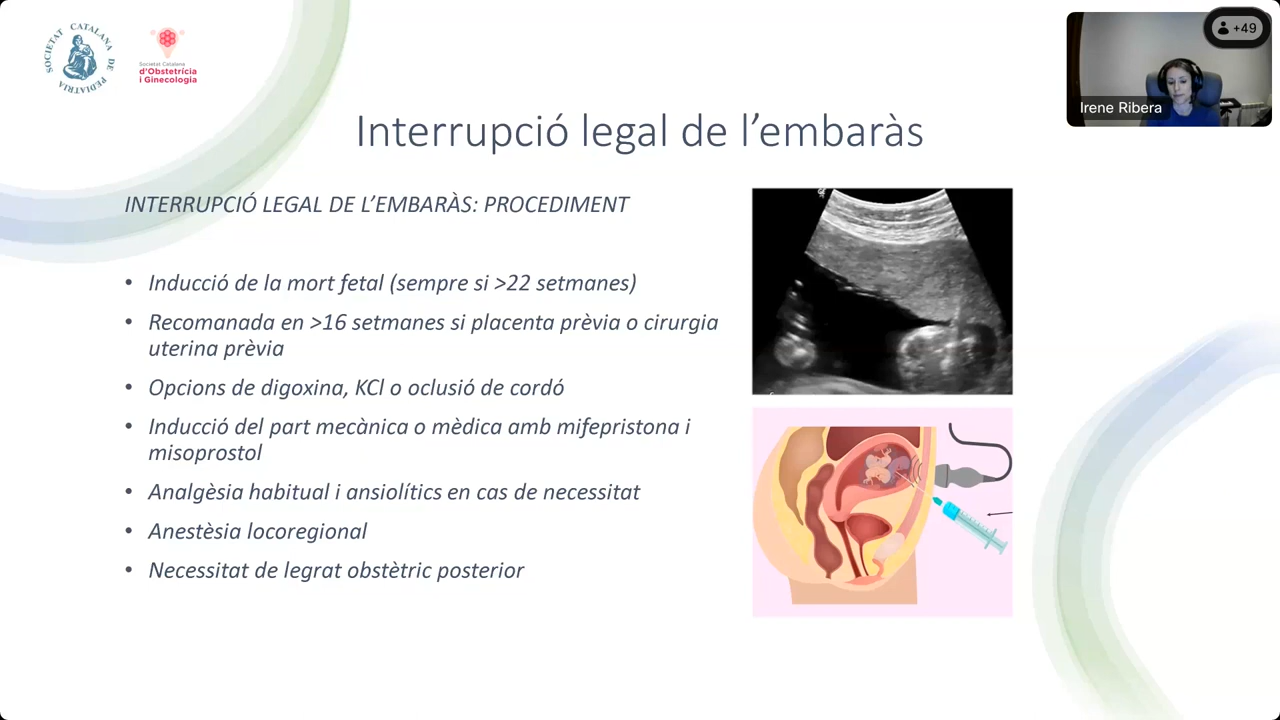 SOCIETAT CATALANA DE PEDIATRIA
Societat Catalana
d'Obstetrícia
i Ginecologia
+49
Irene Ribera
Interrupció legal de l'embaràs
INTERRUPCIÓ LEGAL DE L'EMBARÀS: PROCEDIMENT
• Inducció de la mort fetal (sempre si >22 setmanes)
• Recomanada en >16 setmanes si placenta prèvia o cirurgia
uterina prèvia
• Opcions de digoxina, KCl o oclusió de cordó
• Inducció del part mecànica o mèdica amb mifepristona i
misoprostol
• Analgèsia habitual i ansiolítics en cas de necessitat
• Anestèsia locoregional
• Necessitat de legrat obstètric posterior